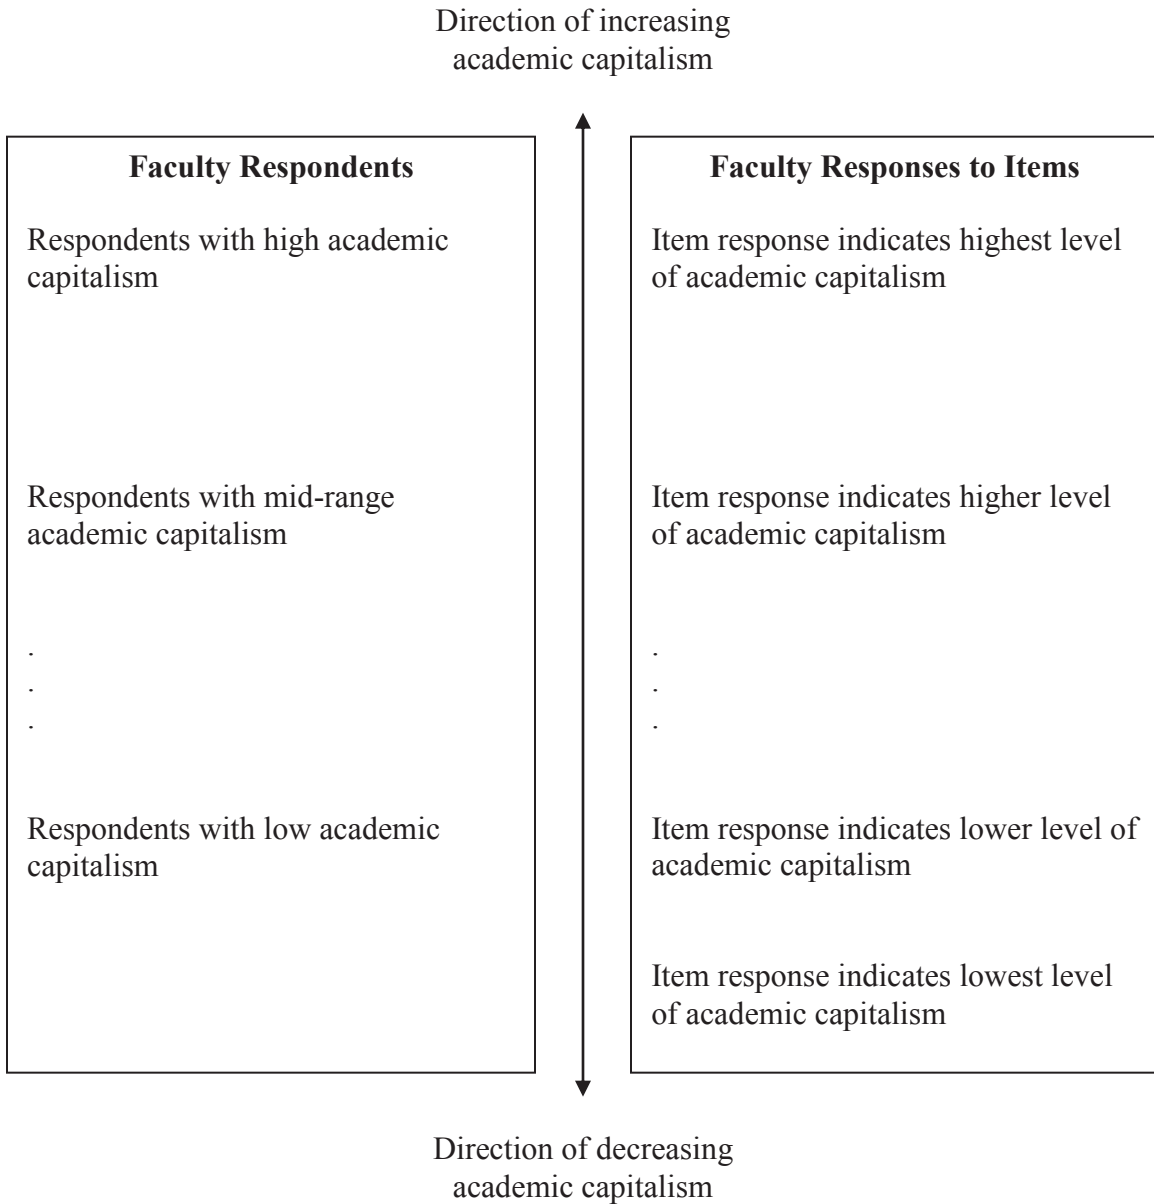 Direction of increasing
academic capitalism
Faculty Respondents
Respondents with high academic
capitalism
Respondents with mid-range
academic capitalism
.
.
.
Respondents with low academic
capitalism
Faculty Responses to Items
Item response indicates highest level
of academic capitalism
Item response indicates higher level
of academic capitalism
.
.
.
Item response indicates lower level of
academic capitalism
Item response indicates lowest level
of academic capitalism
Direction of decreasing
academic capitalism